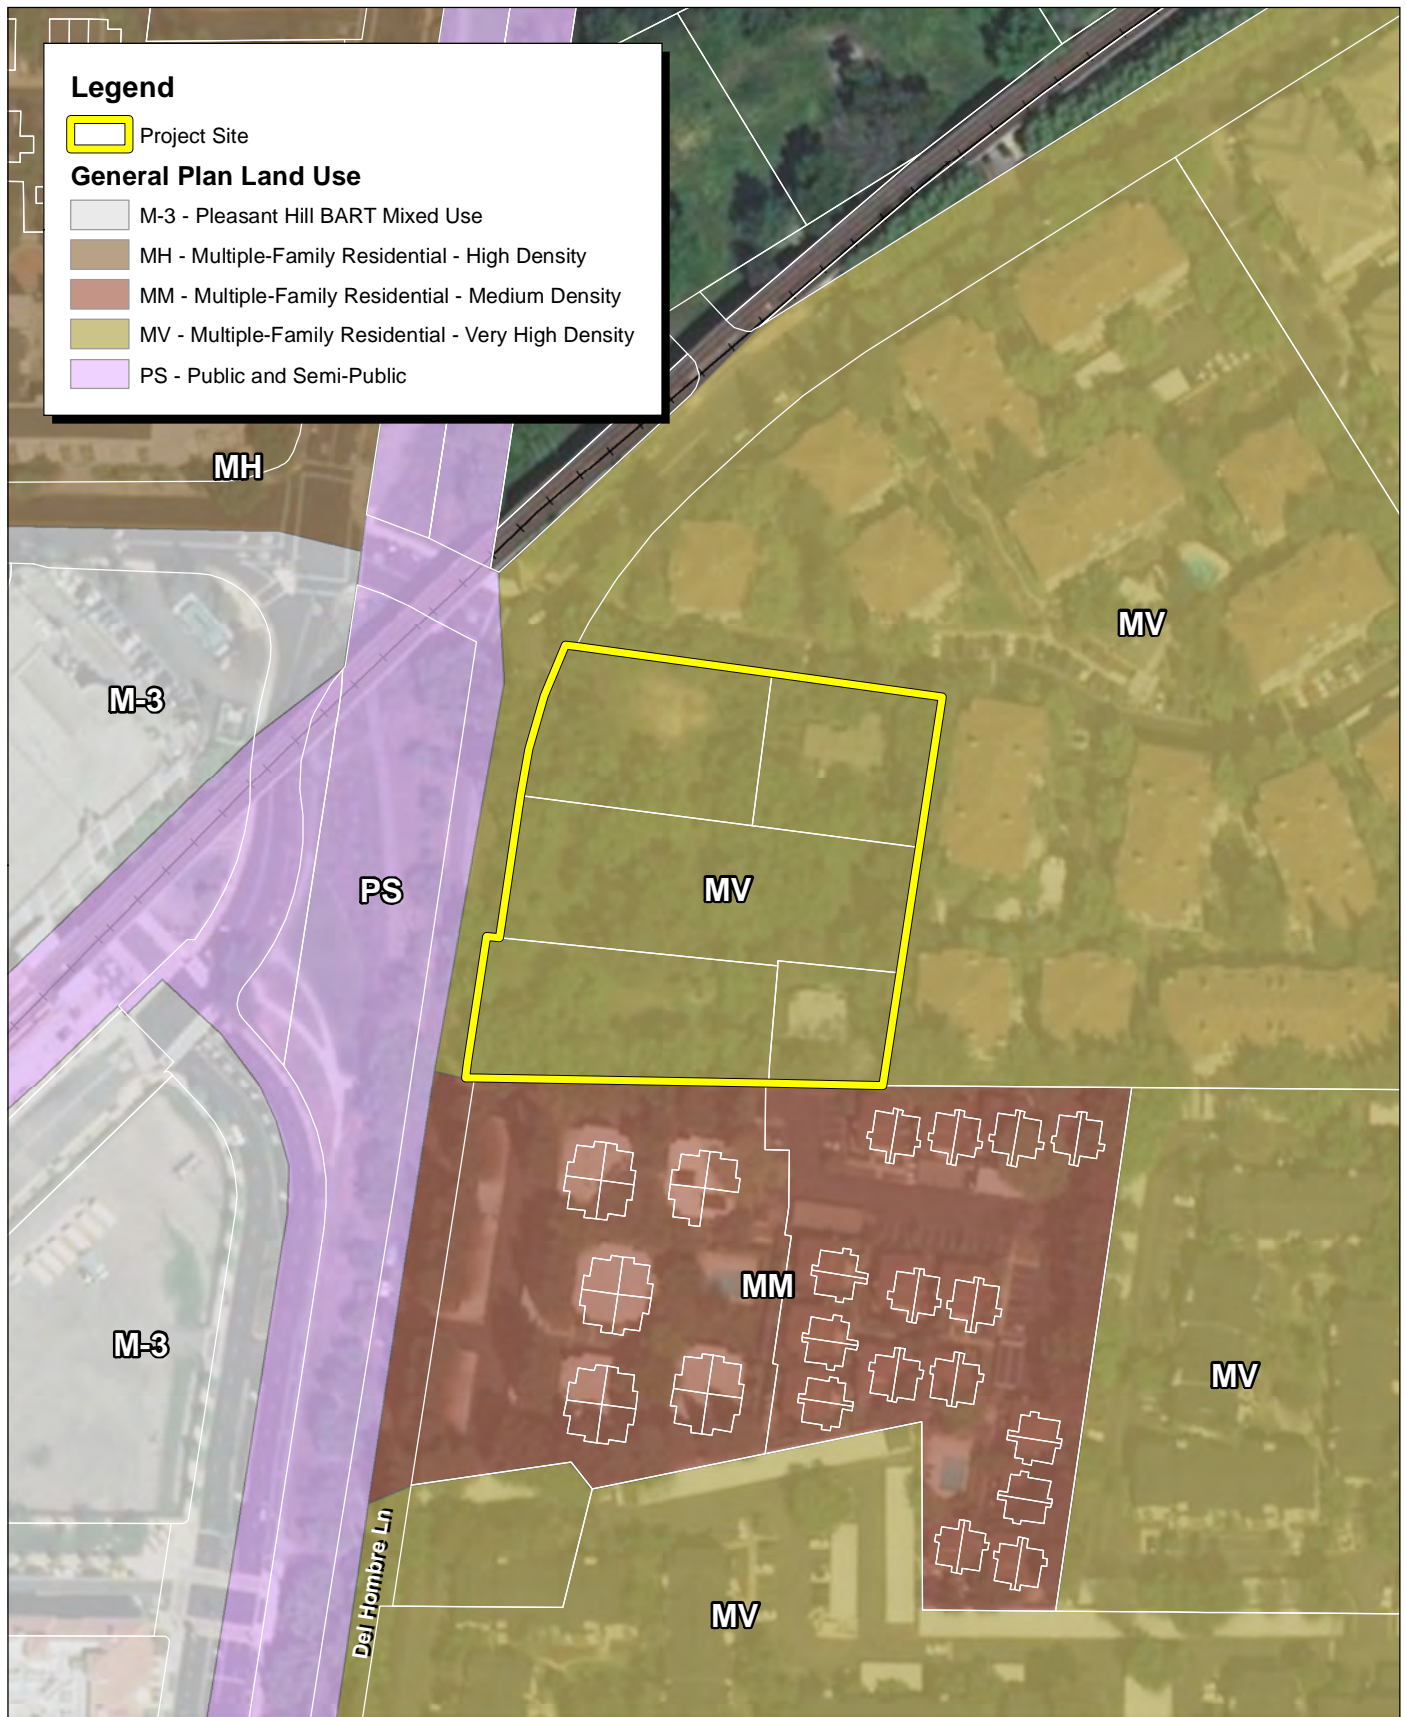 Legend
Project Site
General Plan Land Use
M-3 - Pleasant Hill BART Mixed Use
MH - Multiple-Family Residential - High Density
MM - Multiple-Family Residential - Medium Density
MV - Multiple-Family Residential - Very High Density
PS - Public and Semi-Public
MH
MV
M-3
PS
MV
MM
M-3
MV
Del Hombre Ln
MV